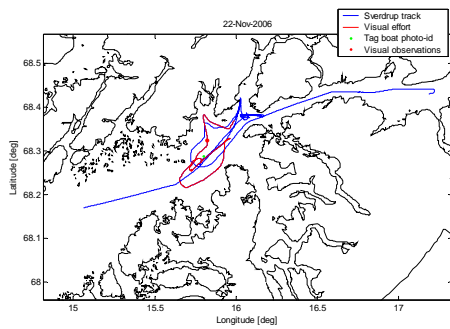 22-Nov-2006
Sverdrup track
Visual effort
Tag boat photo-id
Visual observations
68.5
68.4
68.3
68.2
68.1
68
Latitude [deg]
15
15.5
16
16.5
17
Longitude [deg]